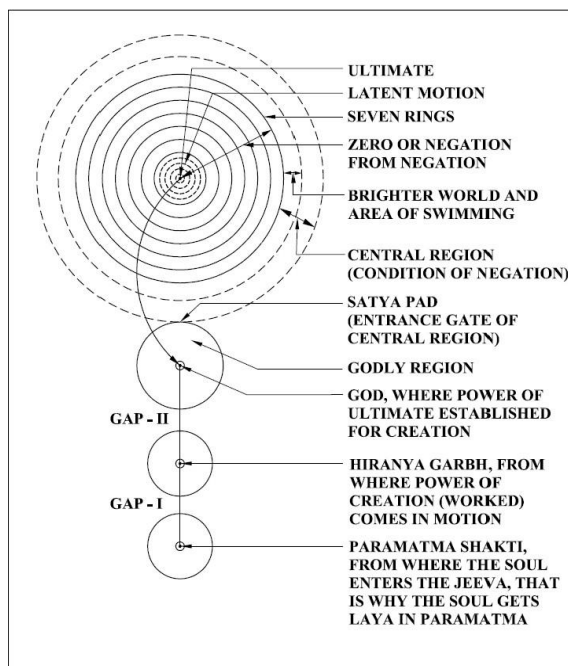 ULTIMATE
LATENT MOTION
SEVEN RINGS
ZERO OR NEGATION
FROM NEGATION
BRIGHTER WORLD AND
AREA OF SWIMMING
CENTRAL REGION
(CONDITION OF NEGATION)
SATYA PAD
(ENTRANCE GATE OF
CENTRAL REGION)
GODLY REGION
GOD, WHERE POWER OF
ULTIMATE ESTABLISHED
FOR CREATION
GAP - II
HIRANYA GARBH, FROM
WHERE POWER OF
CREATION (WORKED)
COMES IN MOTION
GAP - I
PARAMATMA SHAKTI,
FROM WHERE THE SOUL
ENTERS THE JEEVA, THAT
IS WHY THE SOUL GETS
LAYA IN PARAMATMA